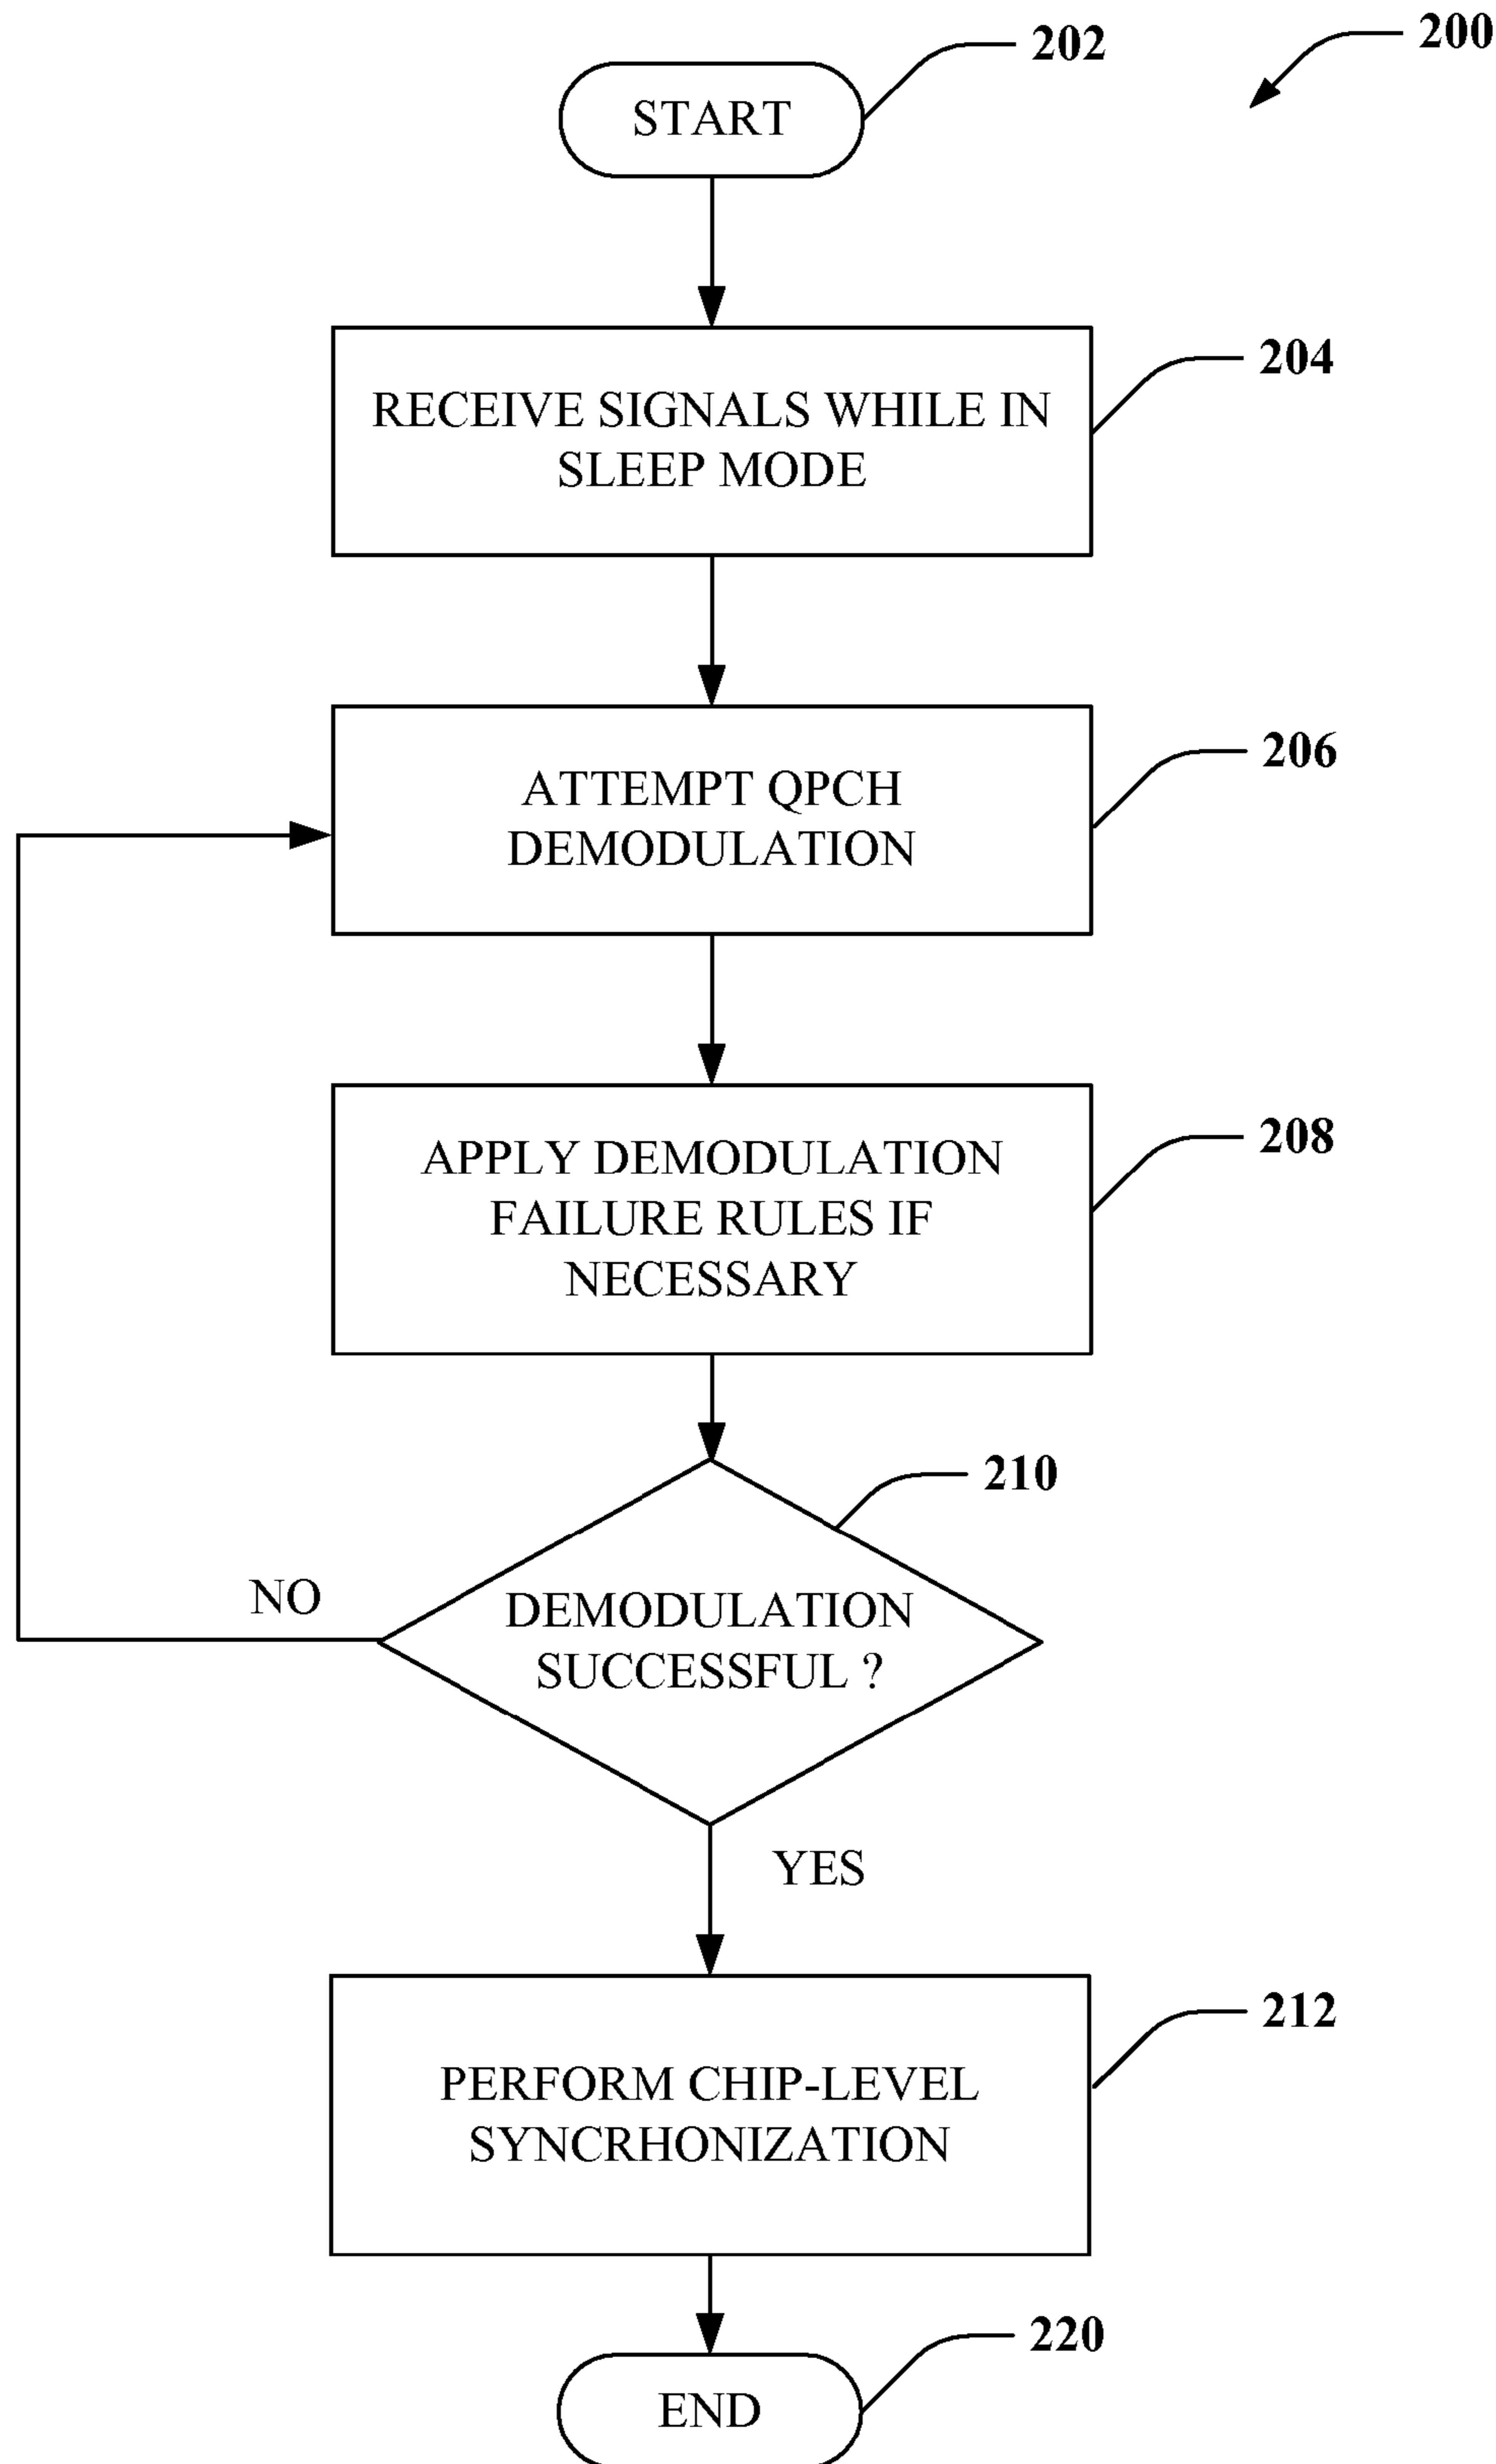 202
200
START
204
RECEIVE SIGNALS WHILE IN
SLEEP MODE
206
ATTEMPT QPCH
DEMODULATION
208
APPLY DEMODULATION
FAILURE RULES IF
NECESSARY
210
NO
DEMODULATION
SUCCESSFUL ?
YES
212
PERFORM CHIP-LEVEL
SYNCRHONIZATION
220
END